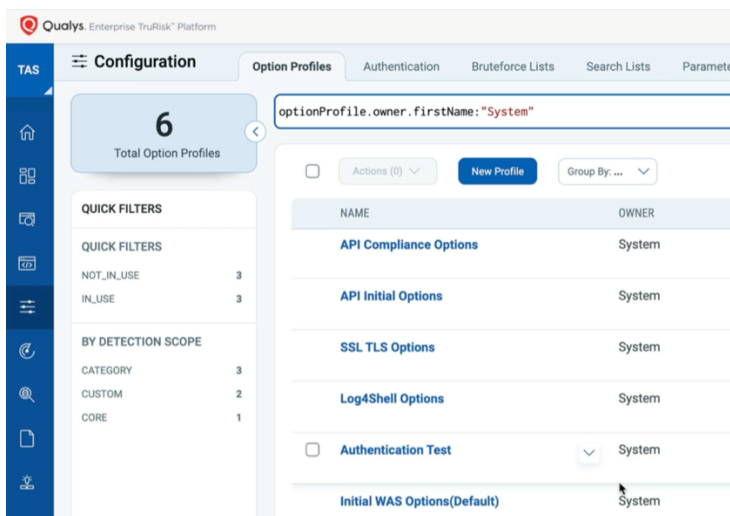 Qualys. Enterprise TruRisk™ Platform
TAS
Configuration
Option Profiles Authentication Bruteforce Lists Search Lists Paramete
6
Total Option Profiles
optionProfile.owner.firstName:"System"
Actions (0) New Profile Group By: ...
QUICK FILTERS
QUICK FILTERS
NOT_IN_USE 3
IN_USE 3
BY DETECTION SCOPE
CATEGORY 3
CUSTOM 2
CORE 1
NAME OWNER
API Compliance Options System
API Initial Options System
SSL TLS Options System
Log4Shell Options System
Authentication Test System
Initial WAS Options(Default) System